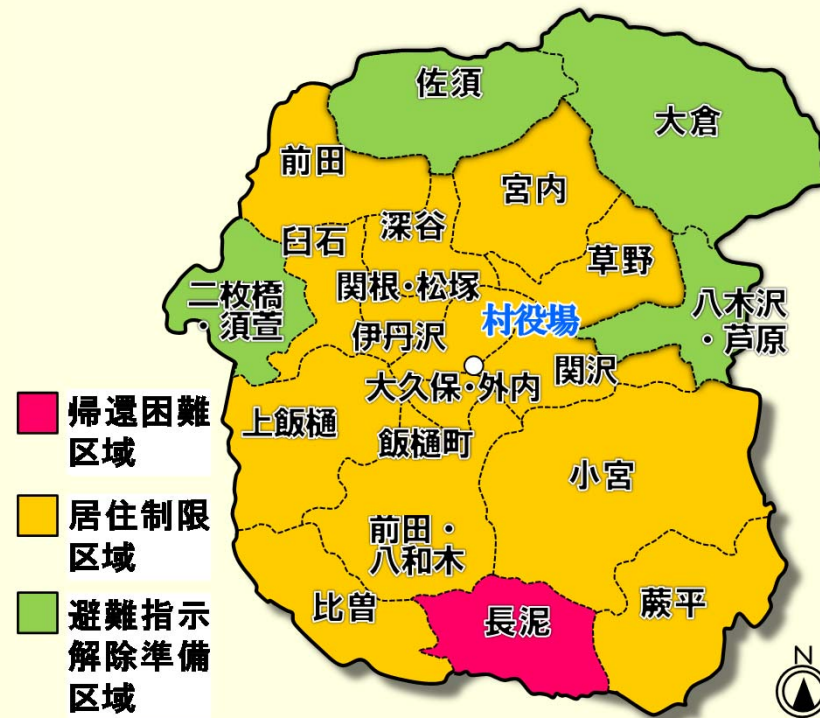 佐須
大倉
前田
宮内
深谷
臼石
草野
関根・松塚
二枚橋
・須萱
八木沢
・芦原
村役場
伊丹沢
関沢
大久保・外内
上飯樋
飯樋町
小宮
前田・
八和木
比曽
長泥
蕨平
帰還困難
区域
居住制限
区域
避難指示
解除準備
区域
N